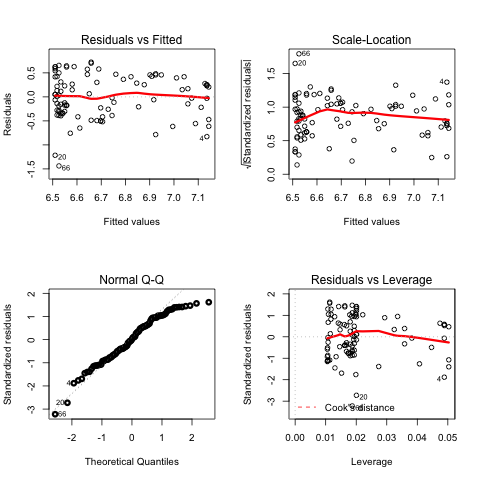 Residuals vs Fitted
Residuals
0.5
0.0
-0.5
-1.5
4
20
66
6.5 6.6 6.7 6.8 6.9 7.0 7.1
Fitted values
Scale-Location
√|Standardized residuals|
1.5
1.0
0.5
0.0
66
20
4
6.5 6.6 6.7 6.8 6.9 7.0 7.1
Fitted values
Normal Q-Q
Standardized residuals
2
1
0
-1
-2
-3
4
20
66
-2 -1 0 1 2
Theoretical Quantiles
Residuals vs Leverage
Standardized residuals
2
1
0
-1
-2
-3
4
20
66
Cook's distance
0.00 0.01 0.02 0.03 0.04 0.05
Leverage